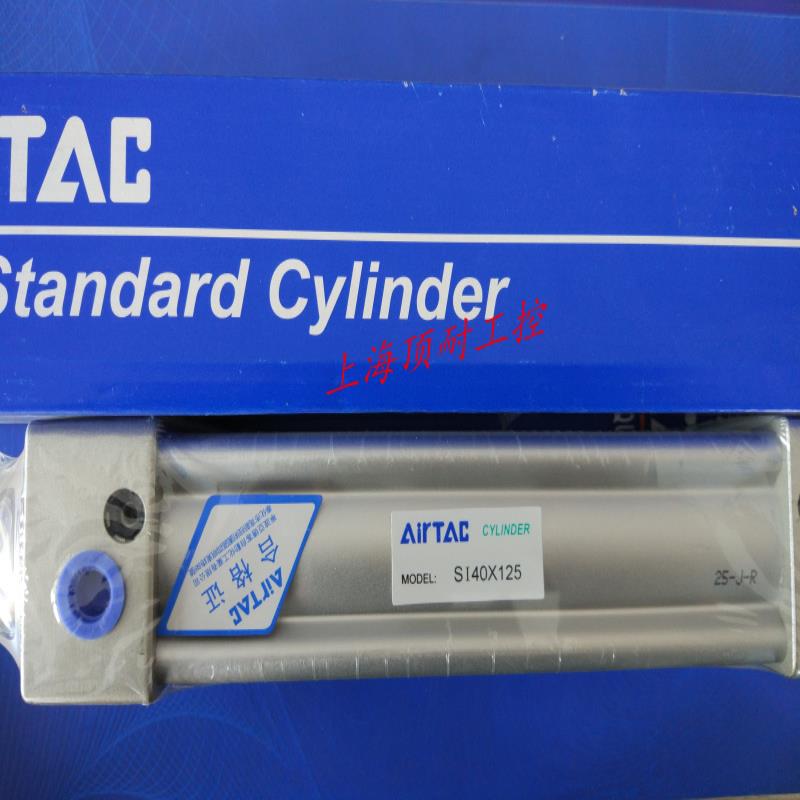 TAC
Standard Cylinder
上海顶耐工控
AirTAC CYLINDER
MODEL: SI40X125
25-J-R
AirTAC
合格证